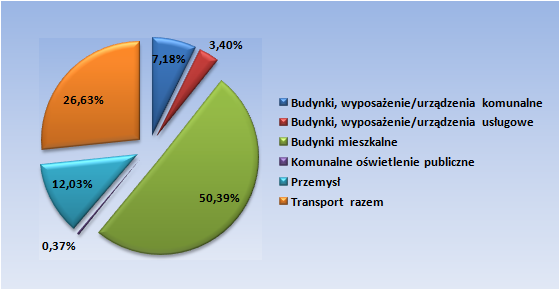 7,18%
3,40%
26,63%
12,03%
50,39%
0,37%
Budynki, wyposażenie/urządzenia komunalne
Budynki, wyposażenie/urządzenia usługowe
Budynki mieszkalne
Komunalne oświetlenie publiczne
Przemysł
Transport razem